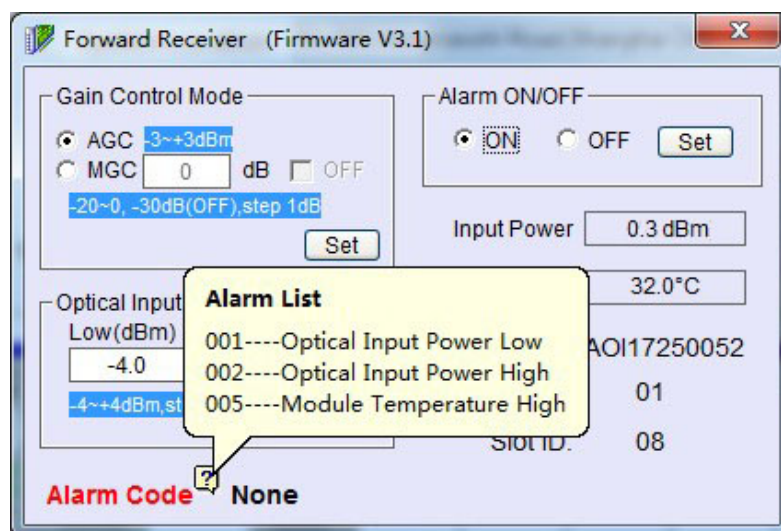 Forward Receiver (Firmware V3.1)
Gain Control Mode
AGC -3~+3dBm
MGC 0 dB OFF
-20~0, -30dB(OFF),step 1dB
Set
Alarm ON/OFF
ON OFF Set
Input Power 0.3 dBm
32.0°C
Optical Input
Low(dBm)
-4.0
-4~+4dBm,st
Alarm List
001----Optical Input Power Low
002----Optical Input Power High
005----Module Temperature High
AOI17250052
01
Slot ID: 08
Alarm Code ? None